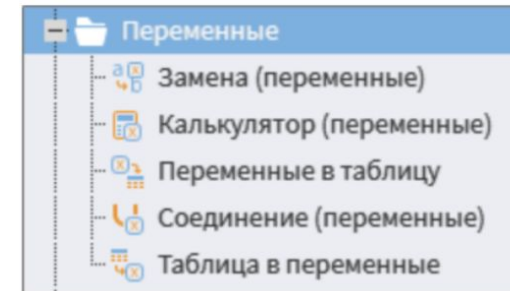 Переменные
Замена (переменные)
Калькулятор (переменные)
Переменные в таблицу
Соединение (переменные)
Таблица в переменные